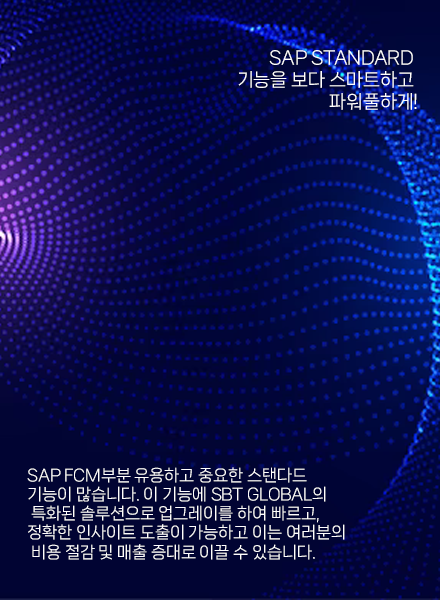 SAP STANDARD
기능을 보다 스마트하고
파워풀하게!
SAP FCM부분 유용하고 중요한 스탠다드
기능이 많습니다. 이 기능에 SBT GLOBAL의
특화된 솔루션으로 업그레이를 하여 빠르고,
정확한 인사이트 도출이 가능하고 이는 여러분의
비용 절감 및 매출 증대로 이끌 수 있습니다.